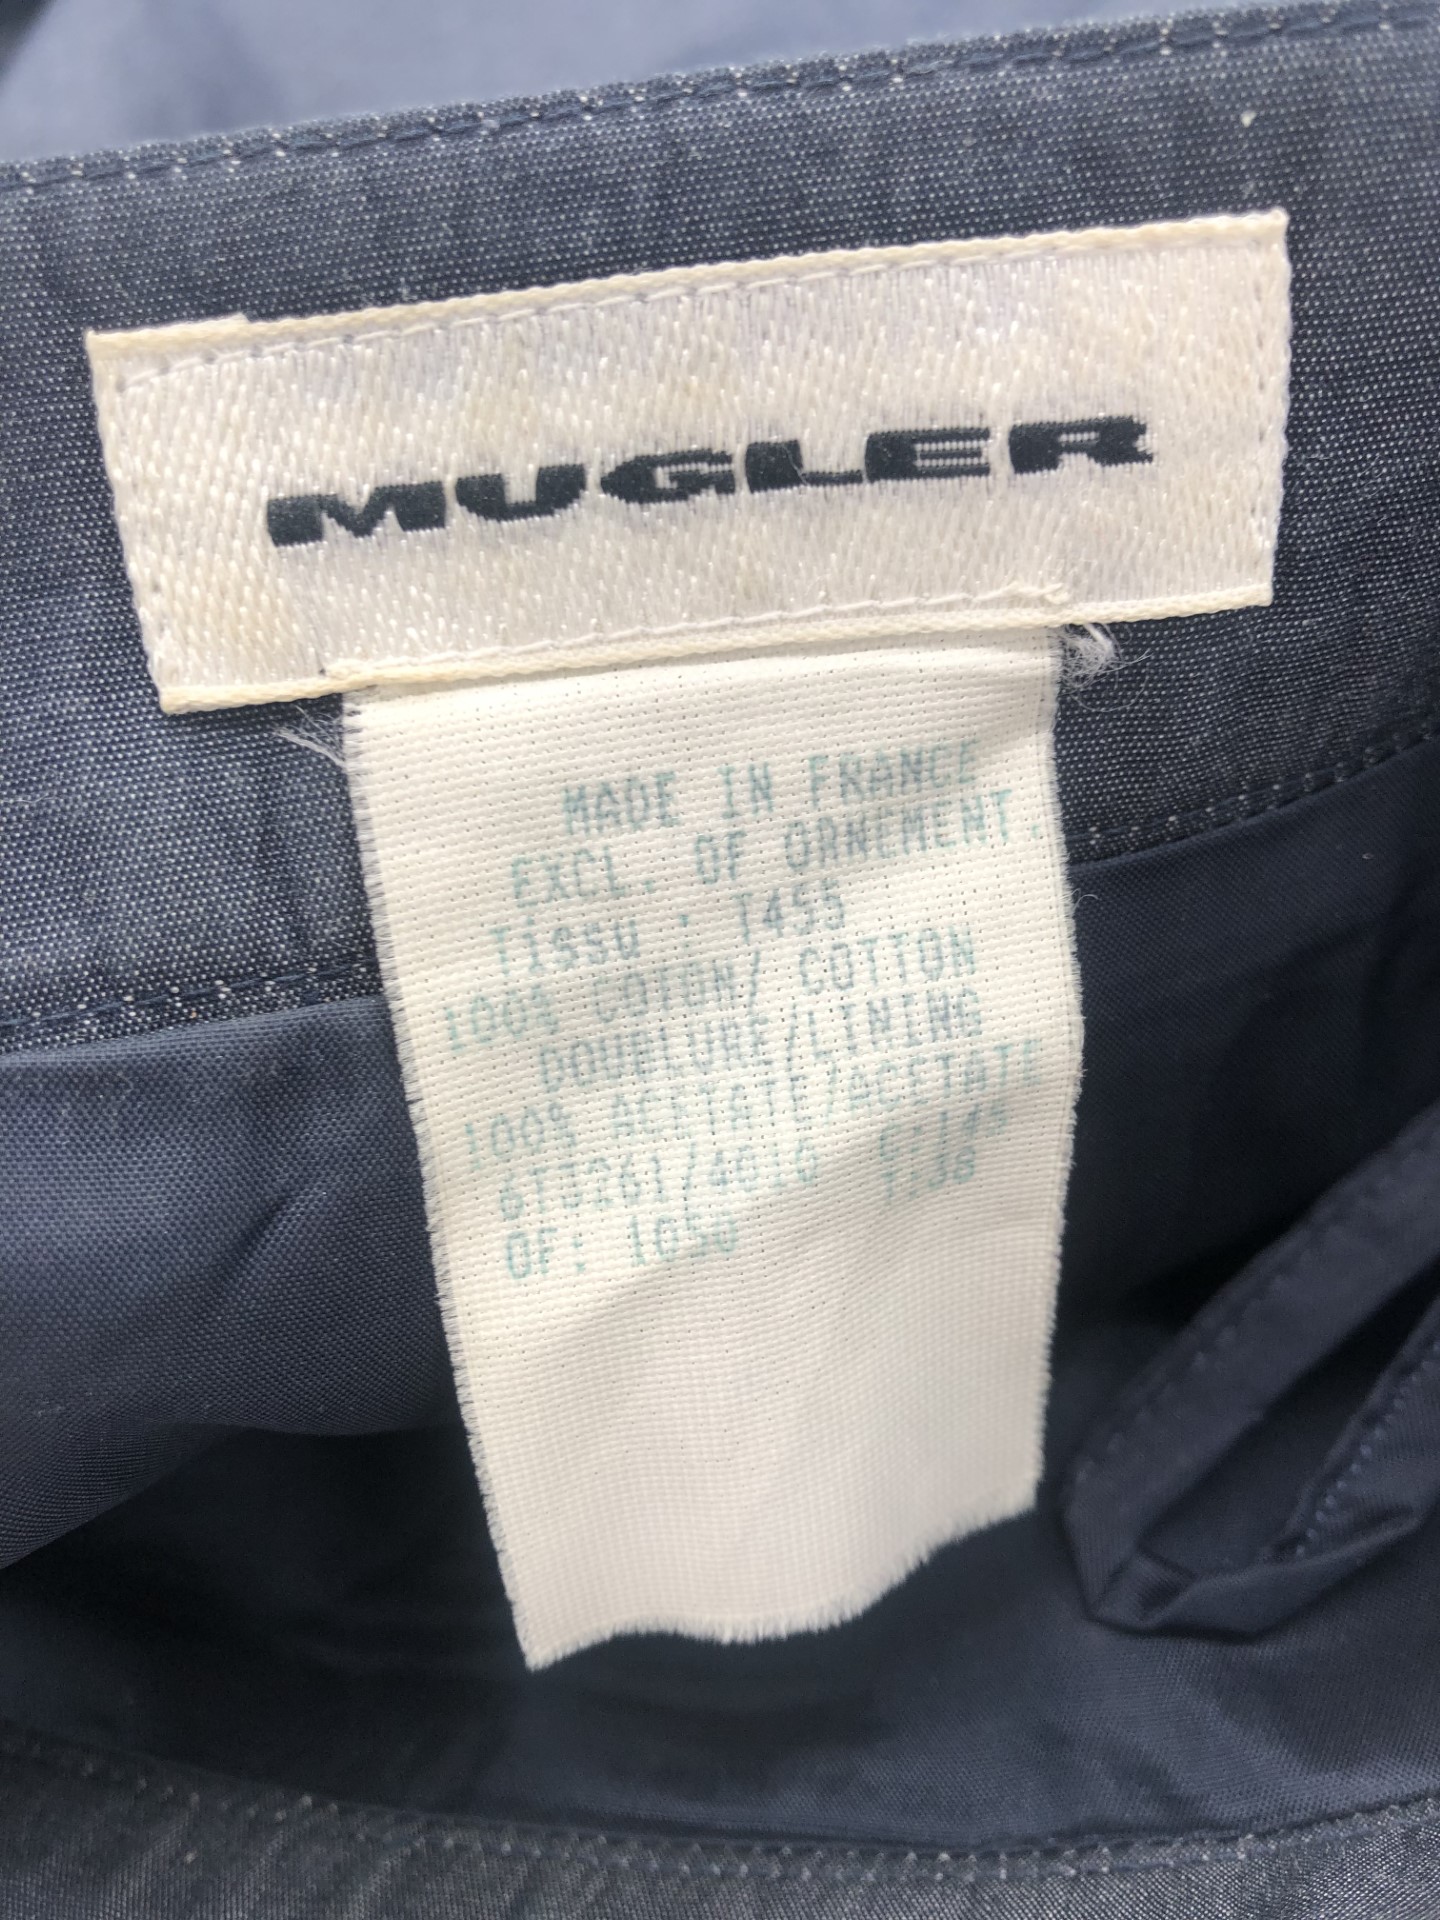 MUGLER
MADE IN FRANCE
EXCL. OF ORNEMENT.
TISSU : T455
100% COTON/ COTTON
DOUBLURE/LINING
100% ACETATE/ACETATE
C:145
T:38
OF: 1050